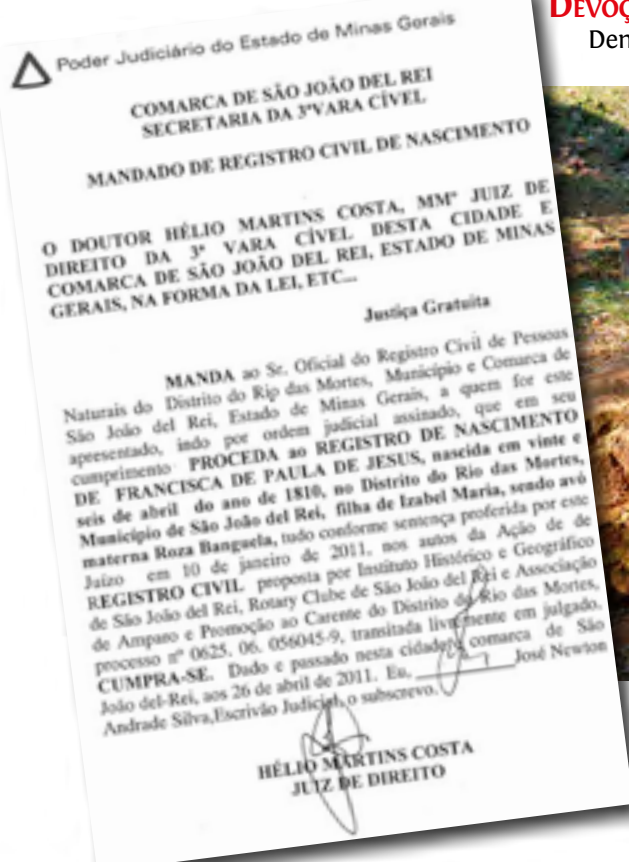 DEVOÇ
Den
Poder Judiciário do Estado de Minas Gerais
COMARCA DE SÃO JOÃO DEL REI
SECRETARIA DA 3ª VARA CÍVEL
MANDADO DE REGISTRO CIVIL DE NASCIMENTO
O DOUTOR HÉLIO MARTINS COSTA, MMº JUIZ DE
DIREITO DA 3ª VARA CÍVEL DESTA CIDADE E
COMARCA DE SÃO JOÃO DEL REI, ESTADO DE MINAS
GERAIS, NA FORMA DA LEI, ETC...
Justiça Gratuita
MANDA ao Sr. Oficial do Registro Civil de Pessoas
Naturais do Distrito do Rio das Mortes, Município e Comarca de
São João del Rei, Estado de Minas Gerais, a quem for este
apresentado, indo por ordem judicial assinado, que em seu
cumprimento PROCEDA ao REGISTRO DE NASCIMENTO
DE FRANCISCA DE PAULA DE JESUS, nascida em vinte e
seis de abril do ano de 1810, no Distrito do Rio das Mortes,
Município de São João del Rei, filha de Izabel Maria, sendo avó
materna Roza Banguela, tudo conforme sentença proferida por este
Juízo em 10 de janeiro de 2011, nos autos da Ação de de
REGISTRO CIVIL proposta por Instituto Histórico e Geográfico
de São João del Rei, Rotary Clube de São João del Rei e Associação
de Amparo e Promoção ao Carente do Distrito do Rio das Mortes,
processo nº 0625. 06. 056045-9, transitada livremente em julgado.
CUMPRA-SE. Dado e passado nesta cidade e comarca de São
João del-Rei, aos 26 de abril de 2011. Eu, José Newton
Andrade Silva,Escrivão Judicial, o subscrevo.
HÉLIO MARTINS COSTA
JUIZ DE DIREITO